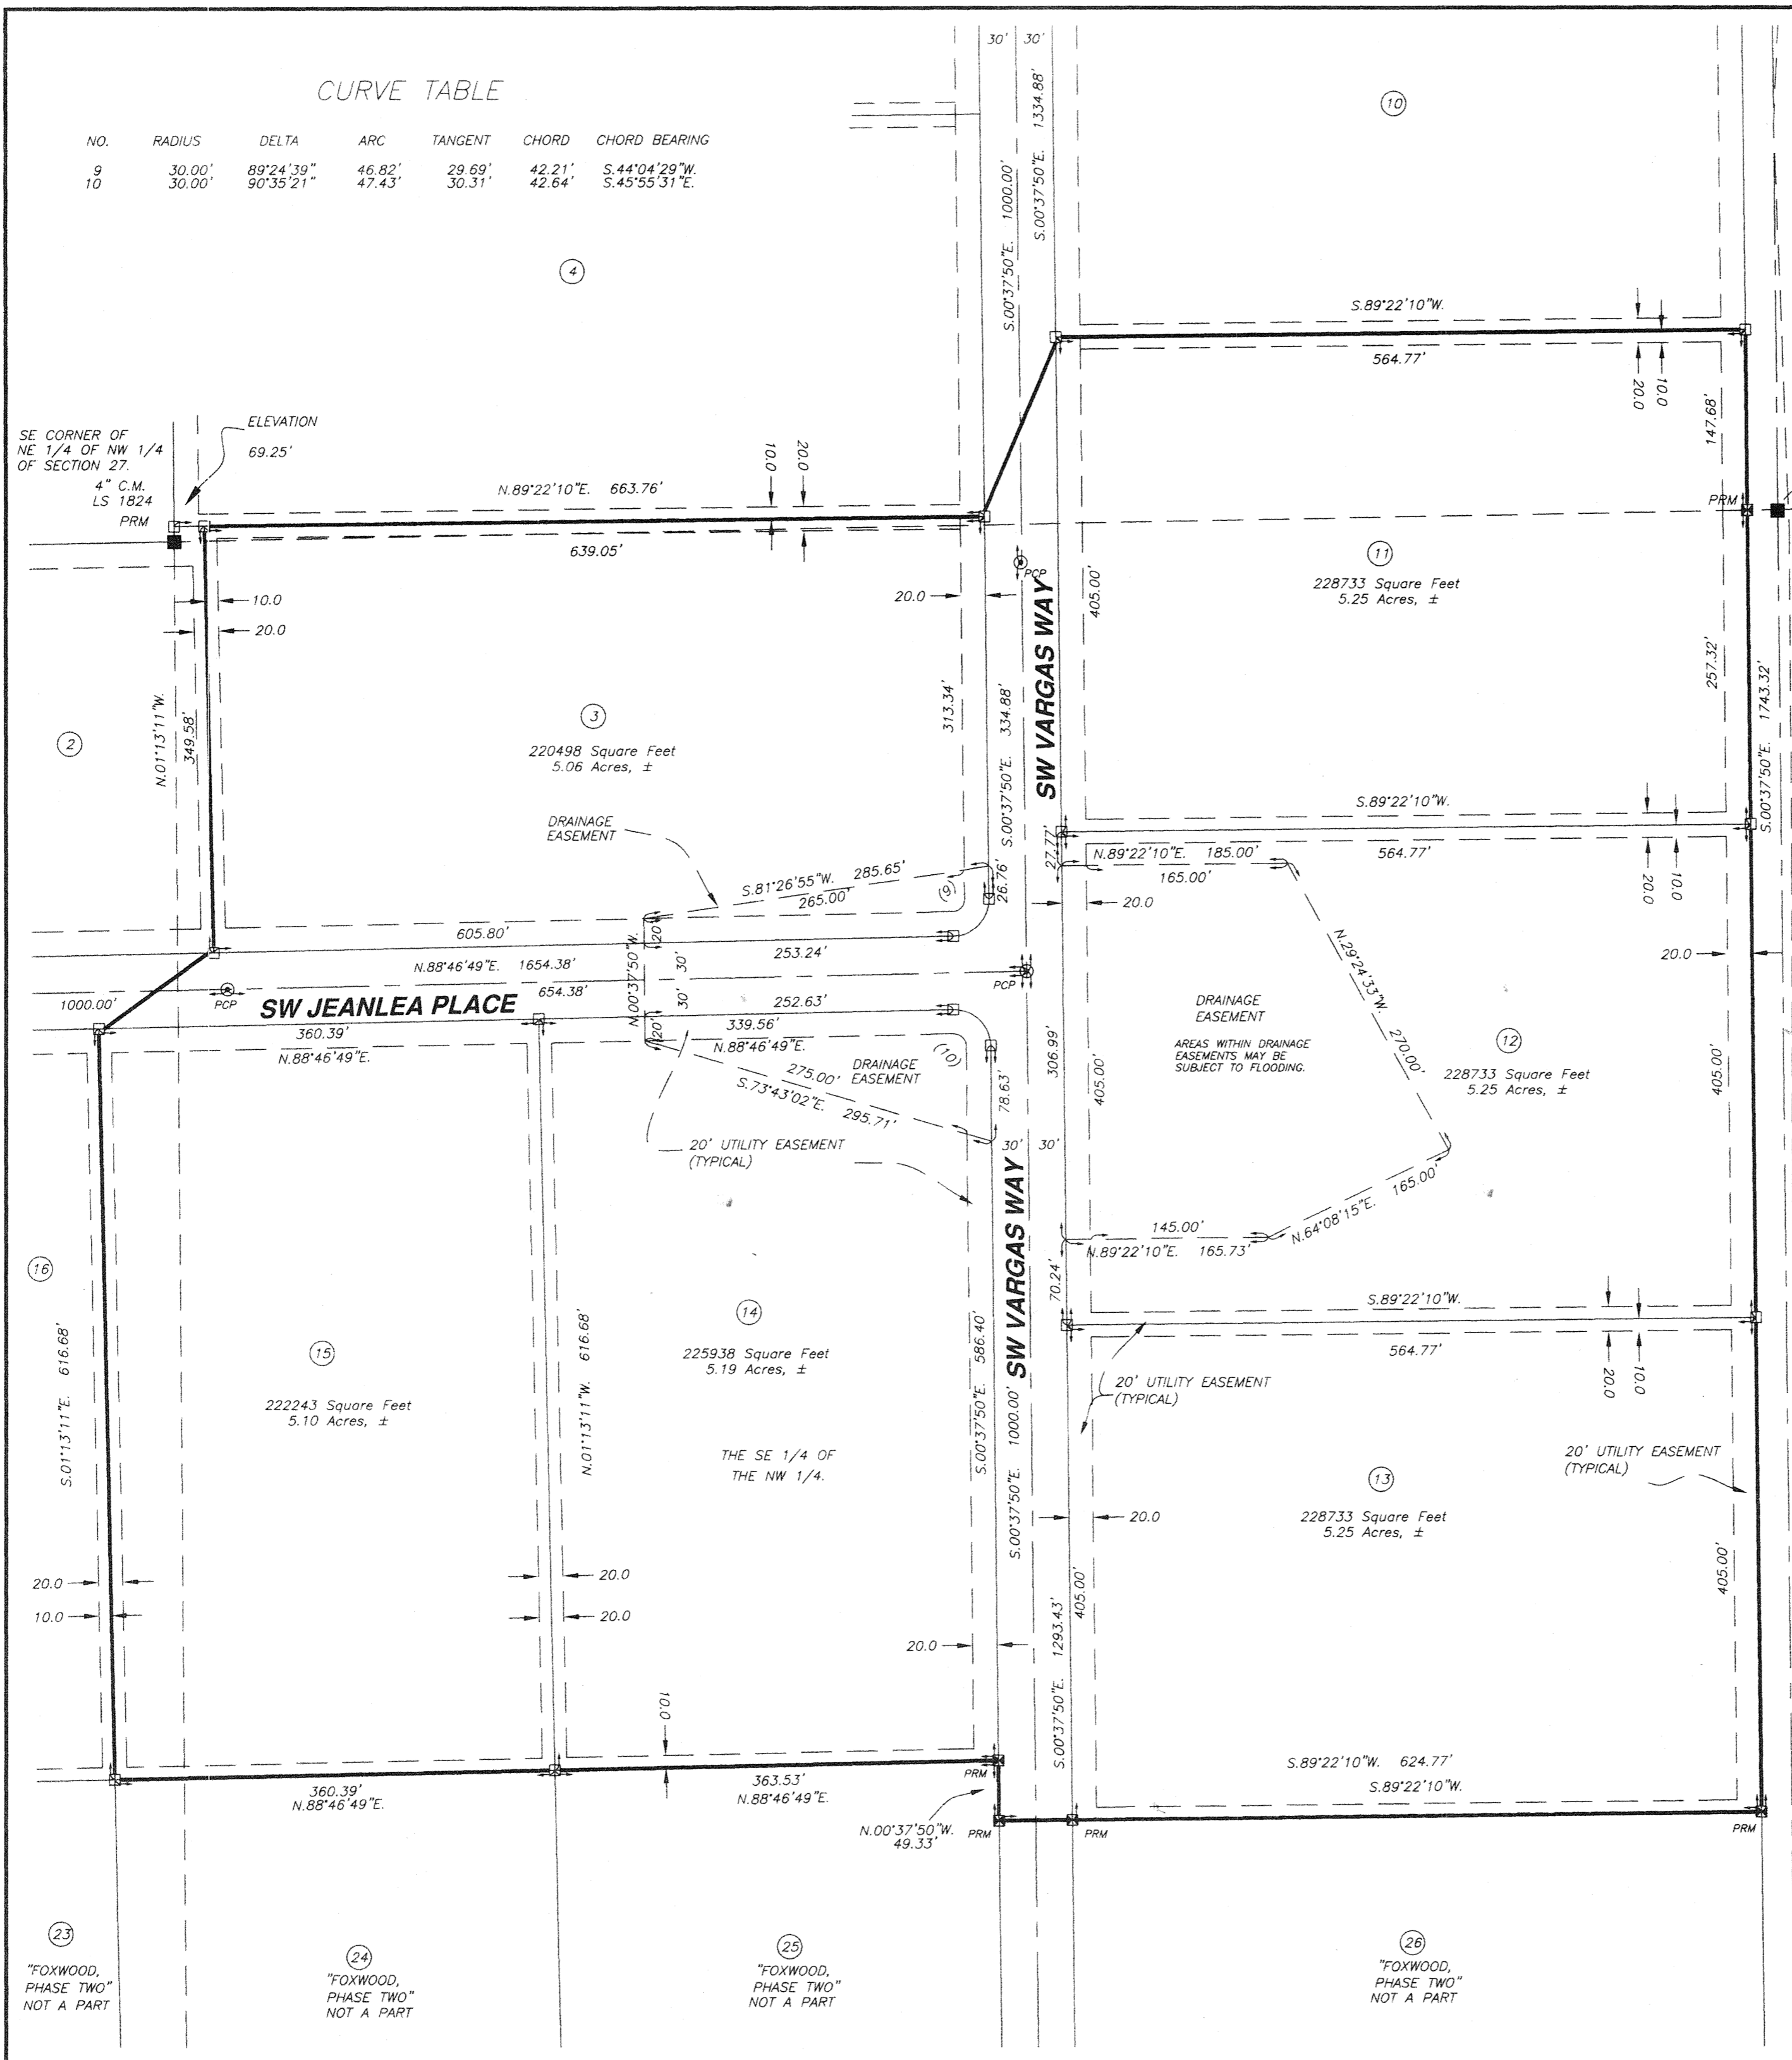 CURVE TABLE
NO. RADIUS DELTA ARC TANGENT CHORD CHORD BEARING
9 30.00' 89°24'39" 46.82' 29.69' 42.21' S.44°04'29"W.
10 30.00' 90°35'21" 47.43' 30.31' 42.64' S.45°55'31"E.
30' 30'
S.00°37'50"E. 1000.00'
S.00°37'50"E. 1334.88'
10
4
S.89°22'10"W.
564.77'
20.0
10.0
147.68'
SE CORNER OF
NE 1/4 OF NW 1/4
OF SECTION 27.
4" C.M.
LS 1824
PRM
ELEVATION
69.25'
N.89°22'10"E. 663.76'
10.0
20.0
639.05'
PRM
PCP
11
228733 Square Feet
5.25 Acres, ±
10.0
20.0
20.0
405.00'
257.32'
S.00°37'50"E. 1743.32'
SW VARGAS WAY
2
N.01°13'11"W.
349.58'
3
220498 Square Feet
5.06 Acres, ±
313.34'
S.00°37'50"E. 334.88'
DRAINAGE
EASEMENT
S.89°22'10"W.
564.77'
20.0
10.0
27.77'
N.89°22'10"E. 185.00'
165.00'
20.0
S.81°26'55"W. 285.65'
265.00'
(9)
26.76'
605.80'
N.88°46'49"E. 1654.38'
253.24'
654.38'
20'
30'
N.00°37'50"W.
30'
20'
1000.00'
PCP
SW JEANLEA PLACE
PCP
252.63'
360.39'
N.88°46'49"E.
339.56'
N.88°46'49"E.
(10)
DRAINAGE
EASEMENT
275.00'
S.73°43'02"E. 295.71'
78.63'
20' UTILITY EASEMENT
(TYPICAL)
30' 30'
306.99'
405.00'
DRAINAGE
EASEMENT
AREAS WITHIN DRAINAGE
EASEMENTS MAY BE
SUBJECT TO FLOODING.
N.29°24'33"W. 270.00'
20.0
12
228733 Square Feet
5.25 Acres, ±
405.00'
N.64°08'15"E. 165.00'
145.00'
N.89°22'10"E. 165.73'
70.24'
SW VARGAS WAY
16
S.01°13'11"E. 616.68'
15
222243 Square Feet
5.10 Acres, ±
N.01°13'11"W. 616.68'
14
225938 Square Feet
5.19 Acres, ±
THE SE 1/4 OF
THE NW 1/4.
S.00°37'50"E. 586.40'
S.00°37'50"E. 1000.00'
S.89°22'10"W.
564.77'
20.0
10.0
20' UTILITY EASEMENT
(TYPICAL)
20' UTILITY EASEMENT
(TYPICAL)
13
228733 Square Feet
5.25 Acres, ±
20.0
405.00'
405.00'
S.00°37'50"E. 1293.43'
20.0
10.0
20.0
20.0
20.0
10.0
360.39'
N.88°46'49"E.
363.53'
N.88°46'49"E.
PRM
N.00°37'50"W.
49.33'
PRM
PRM
S.89°22'10"W. 624.77'
S.89°22'10"W.
PRM
23
"FOXWOOD,
PHASE TWO"
NOT A PART
24
"FOXWOOD,
PHASE TWO"
NOT A PART
25
"FOXWOOD,
PHASE TWO"
NOT A PART
26
"FOXWOOD,
PHASE TWO"
NOT A PART